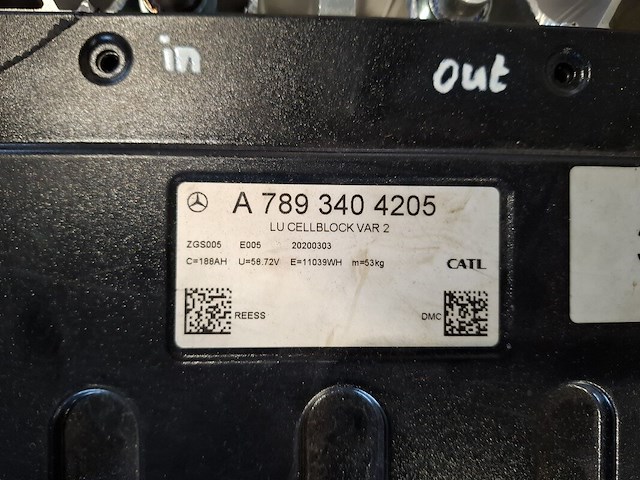 in
out
A 789 340 4205
LU CELLBLOCK VAR 2
ZGS005 E005 20200303
C=188AH U=58.72V E=11039WH m=53kg
CATL
REESS
DMC